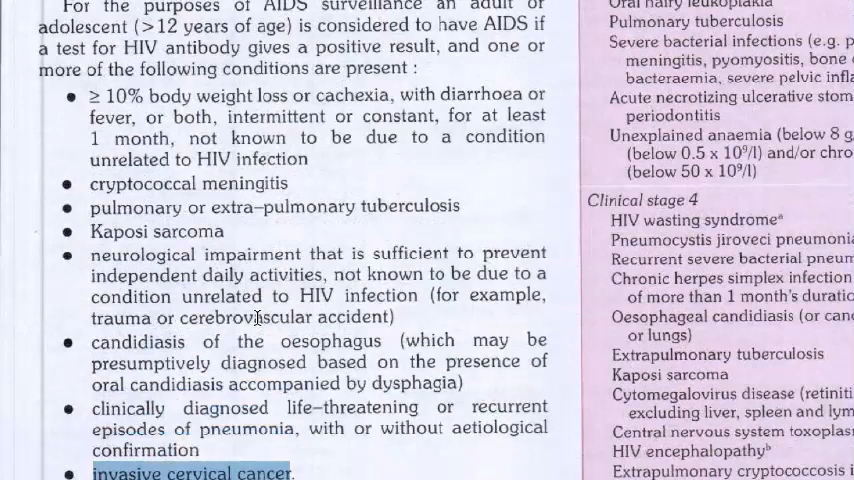 For the purposes of AIDS surveillance an adult or
adolescent (>12 years of age) is considered to have AIDS if
a test for HIV antibody gives a positive result, and one or
more of the following conditions are present :
● ≥ 10% body weight loss or cachexia, with diarrhoea or
fever, or both, intermittent or constant, for at least
1 month, not known to be due to a condition
unrelated to HIV infection
● cryptococcal meningitis
● pulmonary or extra–pulmonary tuberculosis
● Kaposi sarcoma
● neurological impairment that is sufficient to prevent
independent daily activities, not known to be due to a
condition unrelated to HIV infection (for example,
trauma or cerebrovascular accident)
● candidiasis of the oesophagus (which may be
presumptively diagnosed based on the presence of
oral candidiasis accompanied by dysphagia)
● clinically diagnosed life–threatening or recurrent
episodes of pneumonia, with or without aetiological
confirmation
● invasive cervical cancer.
Oral hairy leukoplakia
Pulmonary tuberculosis
Severe bacterial infections (e.g. p
meningitis, pyomyositis, bone
bacteraemia, severe pelvic infla
Acute necrotizing ulcerative stom
periodontitis
Unexplained anaemia (below 8 g
(below 0.5 x 10⁹/l) and/or chro
(below 50 x 10⁹/l)
Clinical stage 4
HIV wasting syndromeᵃ
Pneumocystis jiroveci pneumonia
Recurrent severe bacterial pneum
Chronic herpes simplex infection
of more than 1 month's duratio
Oesophageal candidiasis (or can
or lungs)
Extrapulmonary tuberculosis
Kaposi sarcoma
Cytomegalovirus disease (retiniti
excluding liver, spleen and lym
Central nervous system toxoplas
HIV encephalopathyᵇ
Extrapulmonary cryptococcosis i